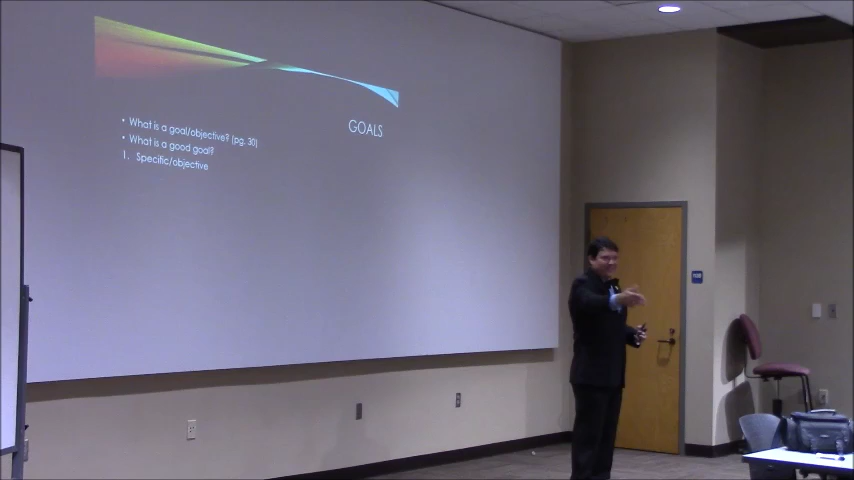 GOALS
• What is a goal/objective? (pg. 30)
• What is a good goal?
1. Specific/objective